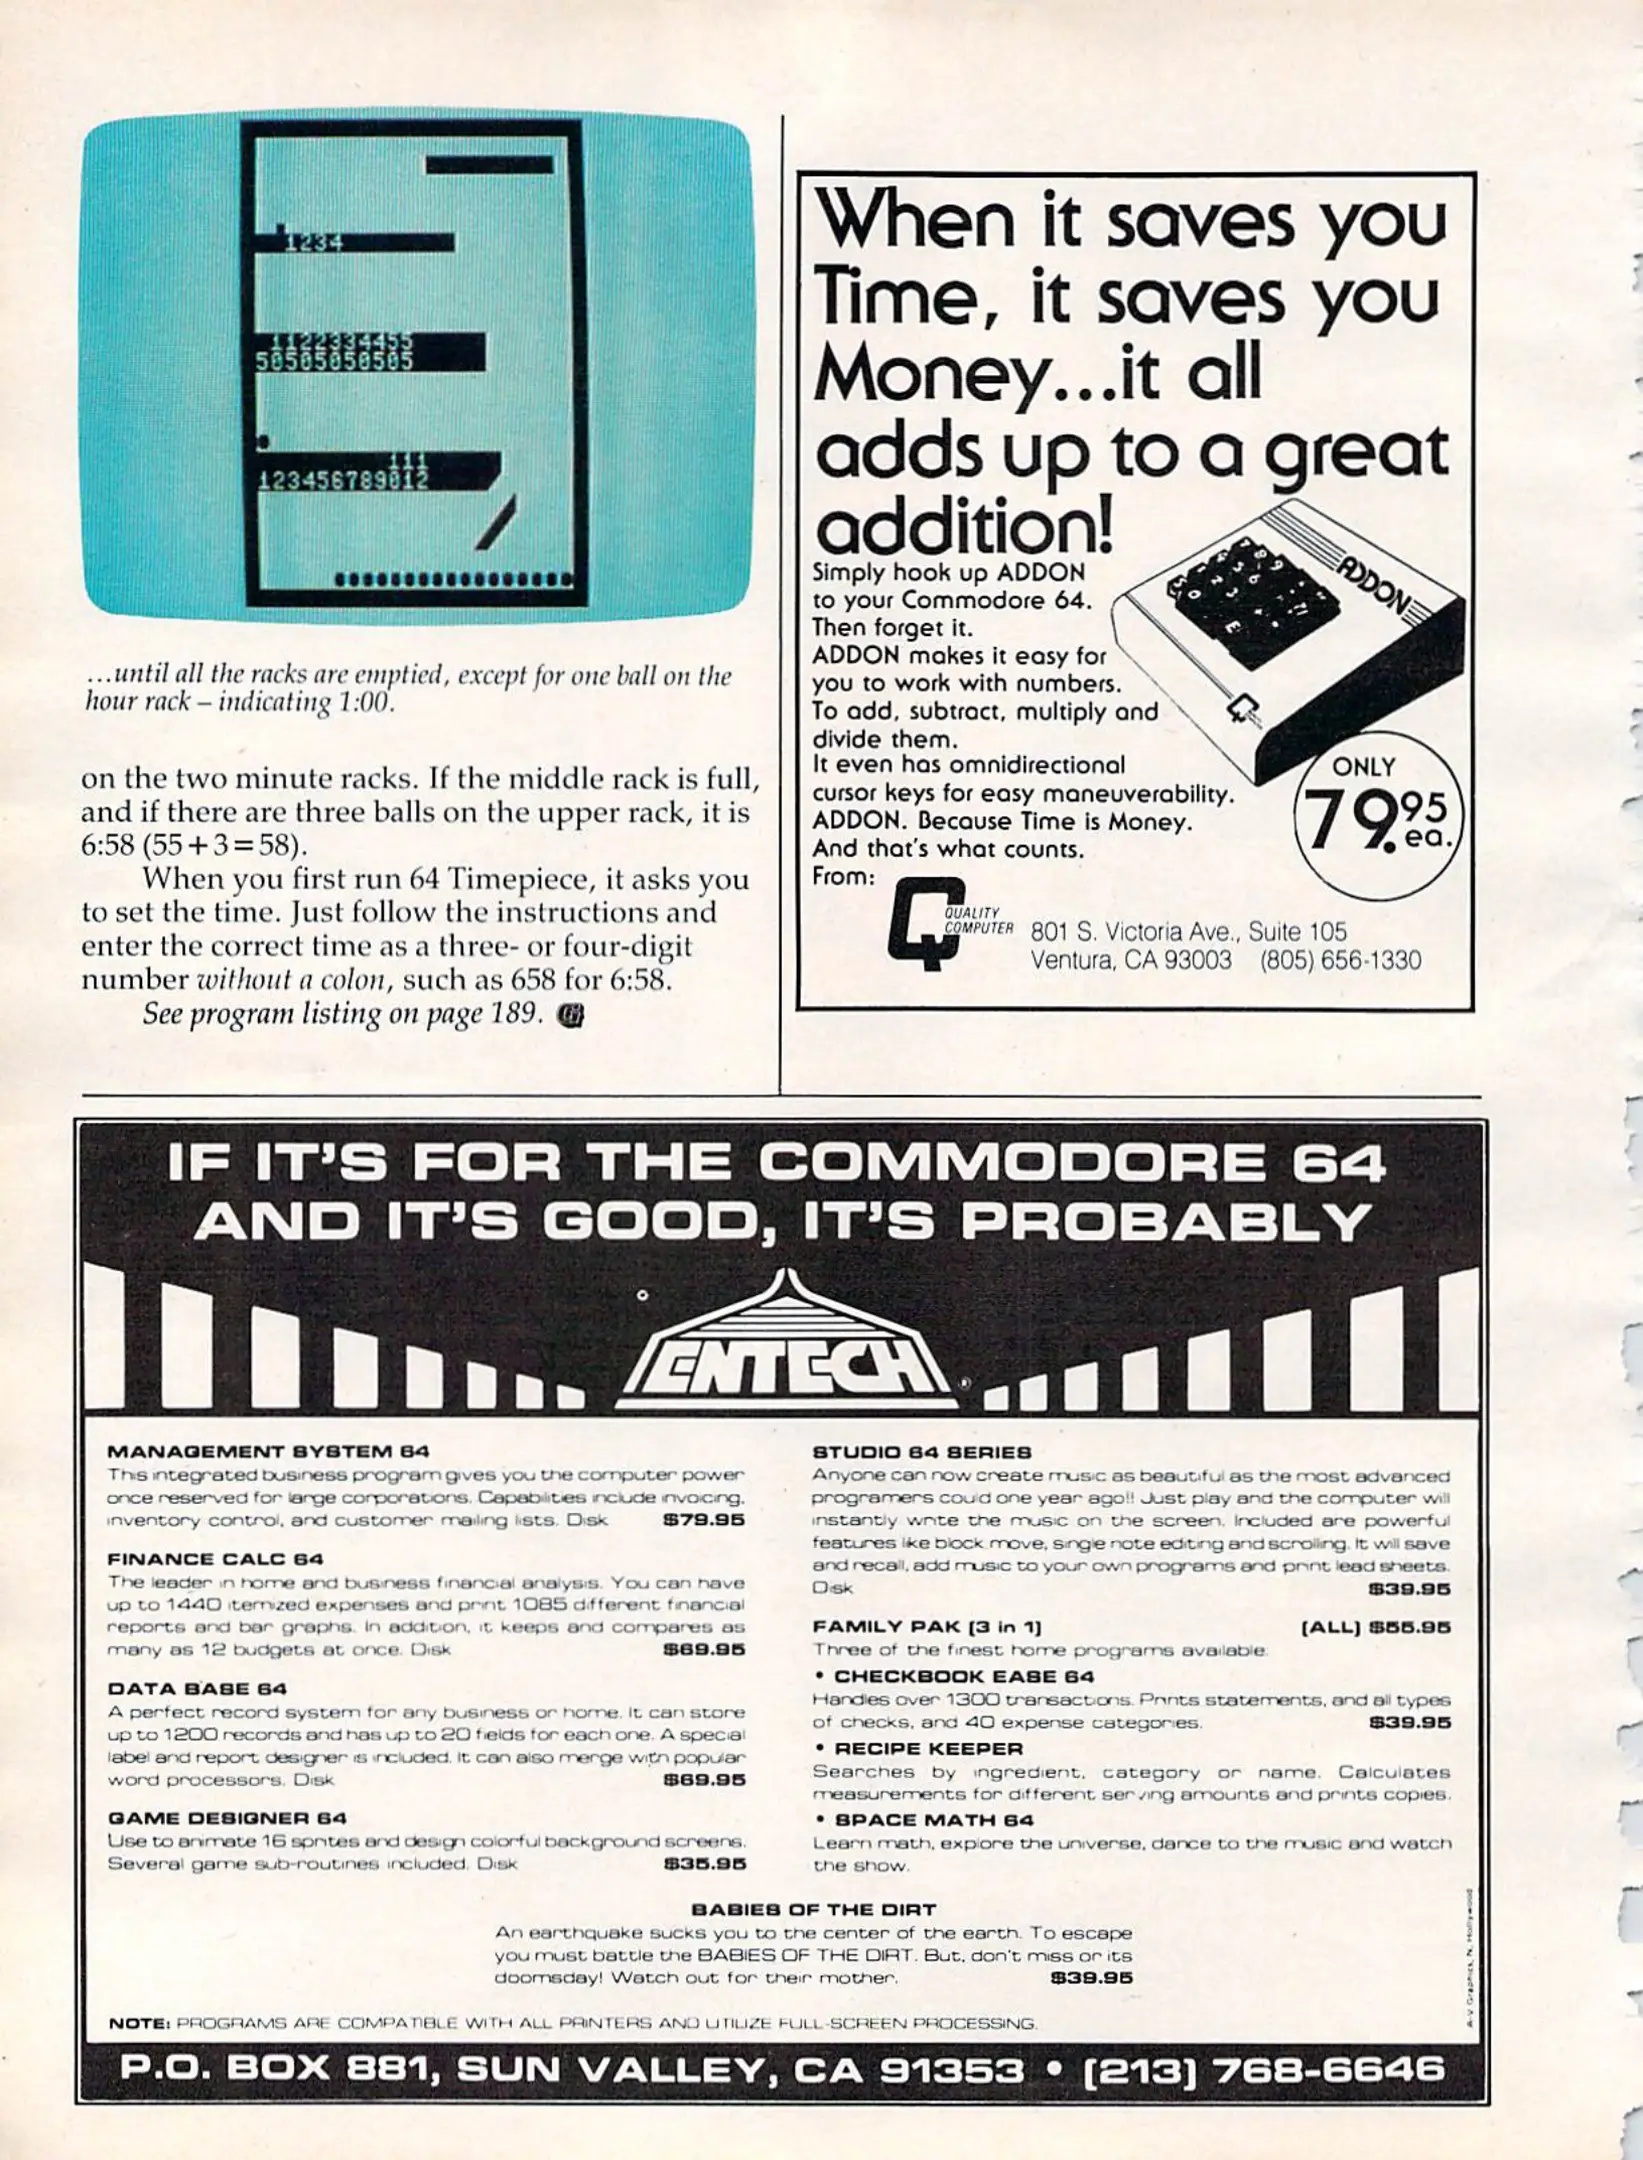 1234
1122334455
50505050505
111
123456789012
...until all the racks are emptied, except for one ball on the
hour rack – indicating 1:00.
on the two minute racks. If the middle rack is full,
and if there are three balls on the upper rack, it is
6:58 (55+3=58).
When you first run 64 Timepiece, it asks you
to set the time. Just follow the instructions and
enter the correct time as a three- or four-digit
number without a colon, such as 658 for 6:58.
See program listing on page 189.
When it saves you
Time, it saves you
Money...it all
adds up to a great
addition!
Simply hook up ADDON
to your Commodore 64.
Then forget it.
ADDON makes it easy for
you to work with numbers.
To add, subtract, multiply and
divide them.
It even has omnidirectional
cursor keys for easy maneuverability.
ADDON. Because Time is Money.
And that's what counts.
From:
ADDON
ONLY
79.95
ea.
QUALITY
COMPUTER
801 S. Victoria Ave., Suite 105
Ventura, CA 93003 (805) 656-1330
IF IT'S FOR THE COMMODORE 64
AND IT'S GOOD, IT'S PROBABLY
ENTECH®
MANAGEMENT SYSTEM 64
This integrated business program gives you the computer power
once reserved for large corporations. Capabilities include invoicing,
inventory control, and customer mailing lists. Disk $79.95
FINANCE CALC 64
The leader in home and business financial analysis. You can have
up to 1440 itemized expenses and print 1085 different financial
reports and bar graphs. In addition, it keeps and compares as
many as 12 budgets at once. Disk $69.95
DATA BASE 64
A perfect record system for any business or home. It can store
up to 1200 records and has up to 20 fields for each one. A special
label and report designer is included. It can also merge with popular
word processors. Disk $69.95
GAME DESIGNER 64
Use to animate 16 sprites and design colorful background screens.
Several game sub-routines included. Disk $35.95
STUDIO 64 SERIES
Anyone can now create music as beautiful as the most advanced
programers could one year ago!! Just play and the computer will
instantly write the music on the screen. Included are powerful
features like block move, single note editing and scrolling. It will save
and recall, add music to your own programs and print lead sheets.
Disk $39.95
FAMILY PAK (3 in 1) (ALL) $55.95
Three of the finest home programs available.
• CHECKBOOK EASE 64
Handles over 1300 transactions. Prints statements, and all types
of checks, and 40 expense categories. $39.95
• RECIPE KEEPER
Searches by ingredient, category or name. Calculates
measurements for different serving amounts and prints copies.
• SPACE MATH 64
Learn math, explore the universe, dance to the music and watch
the show.
BABIES OF THE DIRT
An earthquake sucks you to the center of the earth. To escape
you must battle the BABIES OF THE DIRT. But, don't miss or its
doomsday! Watch out for their mother. $39.95
A-V Graphics, N. Hollywood
NOTE: PROGRAMS ARE COMPATIBLE WITH ALL PRINTERS AND UTILIZE FULL-SCREEN PROCESSING.
P.O. BOX 881, SUN VALLEY, CA 91353 • (213) 768-6646